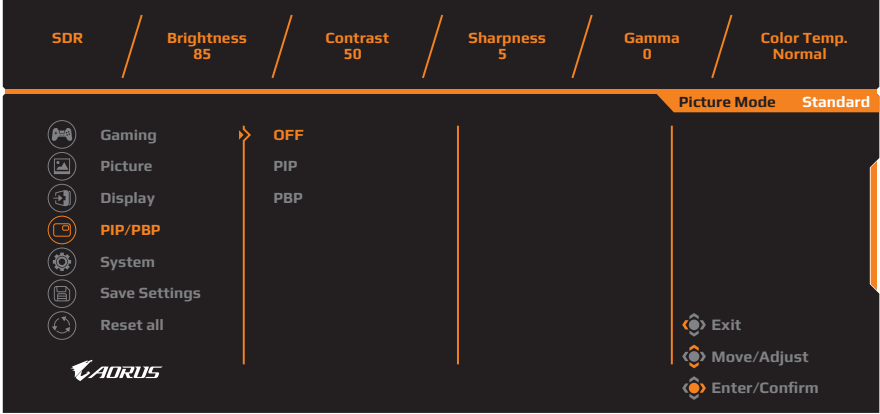 SDR
Brightness
85
Contrast
50
Sharpness
5
Gamma
0
Color Temp.
Normal
Picture Mode Standard
Gaming
Picture
Display
PIP/PBP
System
Save Settings
Reset all
OFF
PIP
PBP
Exit
Move/Adjust
Enter/Confirm
AORUS